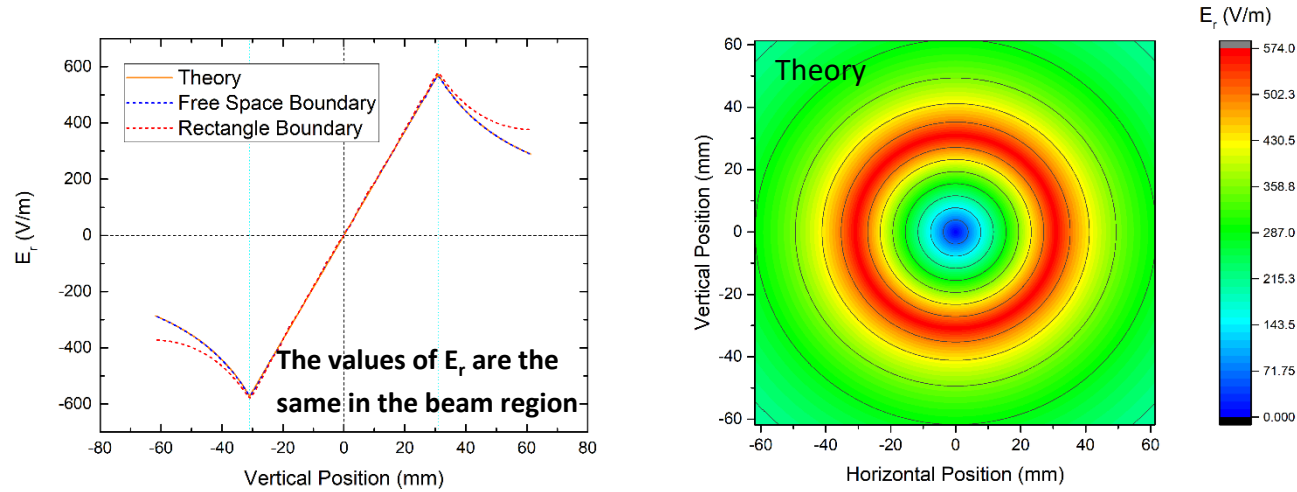 600
400
200
0
-200
-400
-600
E_r (V/m)
Theory
Free Space Boundary
Rectangle Boundary
The values of E_r are the
same in the beam region
-80 -60 -40 -20 0 20 40 60 80
Vertical Position (mm)
Theory
60
40
20
0
-20
-40
-60
Vertical Position (mm)
-60 -40 -20 0 20 40 60
Horizontal Position (mm)
E_r (V/m)
574.0
502.3
430.5
358.8
287.0
215.3
143.5
71.75
0.000